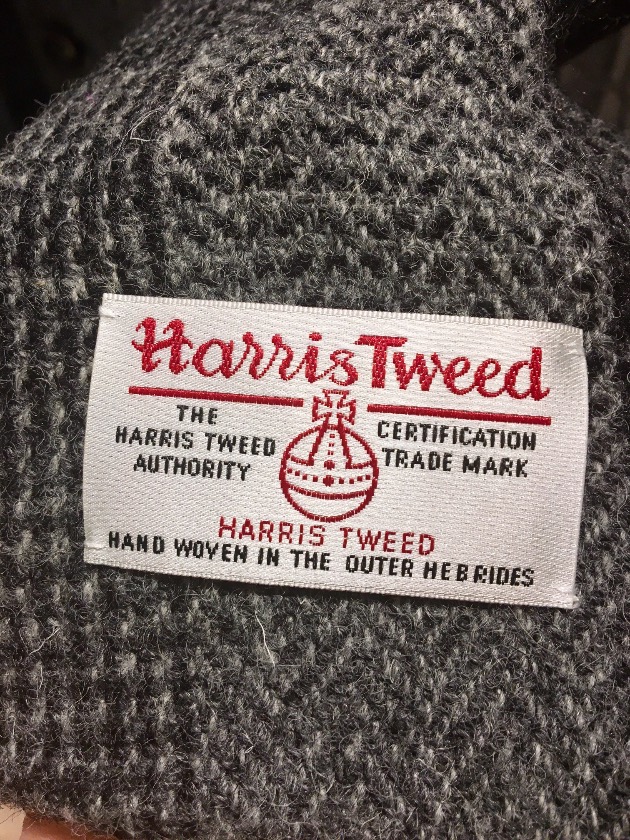 Harris Tweed
THE
HARRIS TWEED
AUTHORITY
CERTIFICATION
TRADE MARK
HARRIS TWEED
HAND WOVEN IN THE OUTER HEBRIDES